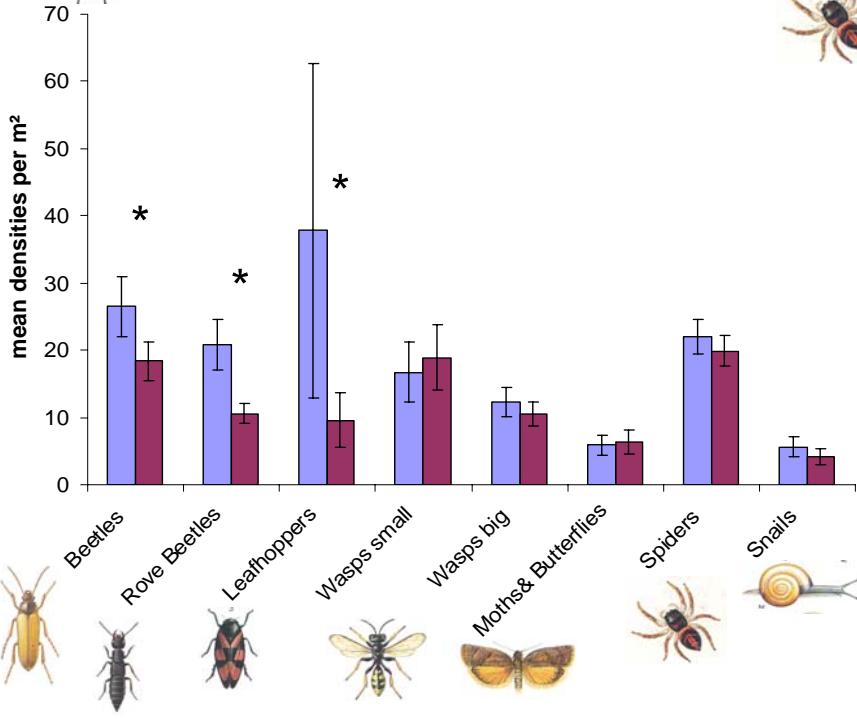 mean densities per m²
70
60
50
40
30
20
10
0
*
*
*
Beetles
Rove Beetles
Leafhoppers
Wasps small
Wasps big
Moths& Butterflies
Spiders
Snails